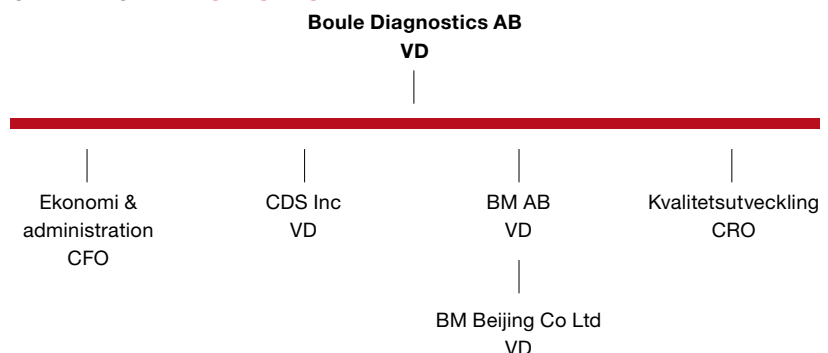 Boule Diagnostics AB
VD
Ekonomi &
administration
CFO
CDS Inc
VD
BM AB
VD
Kvalitetsutveckling
CRO
BM Beijing Co Ltd
VD